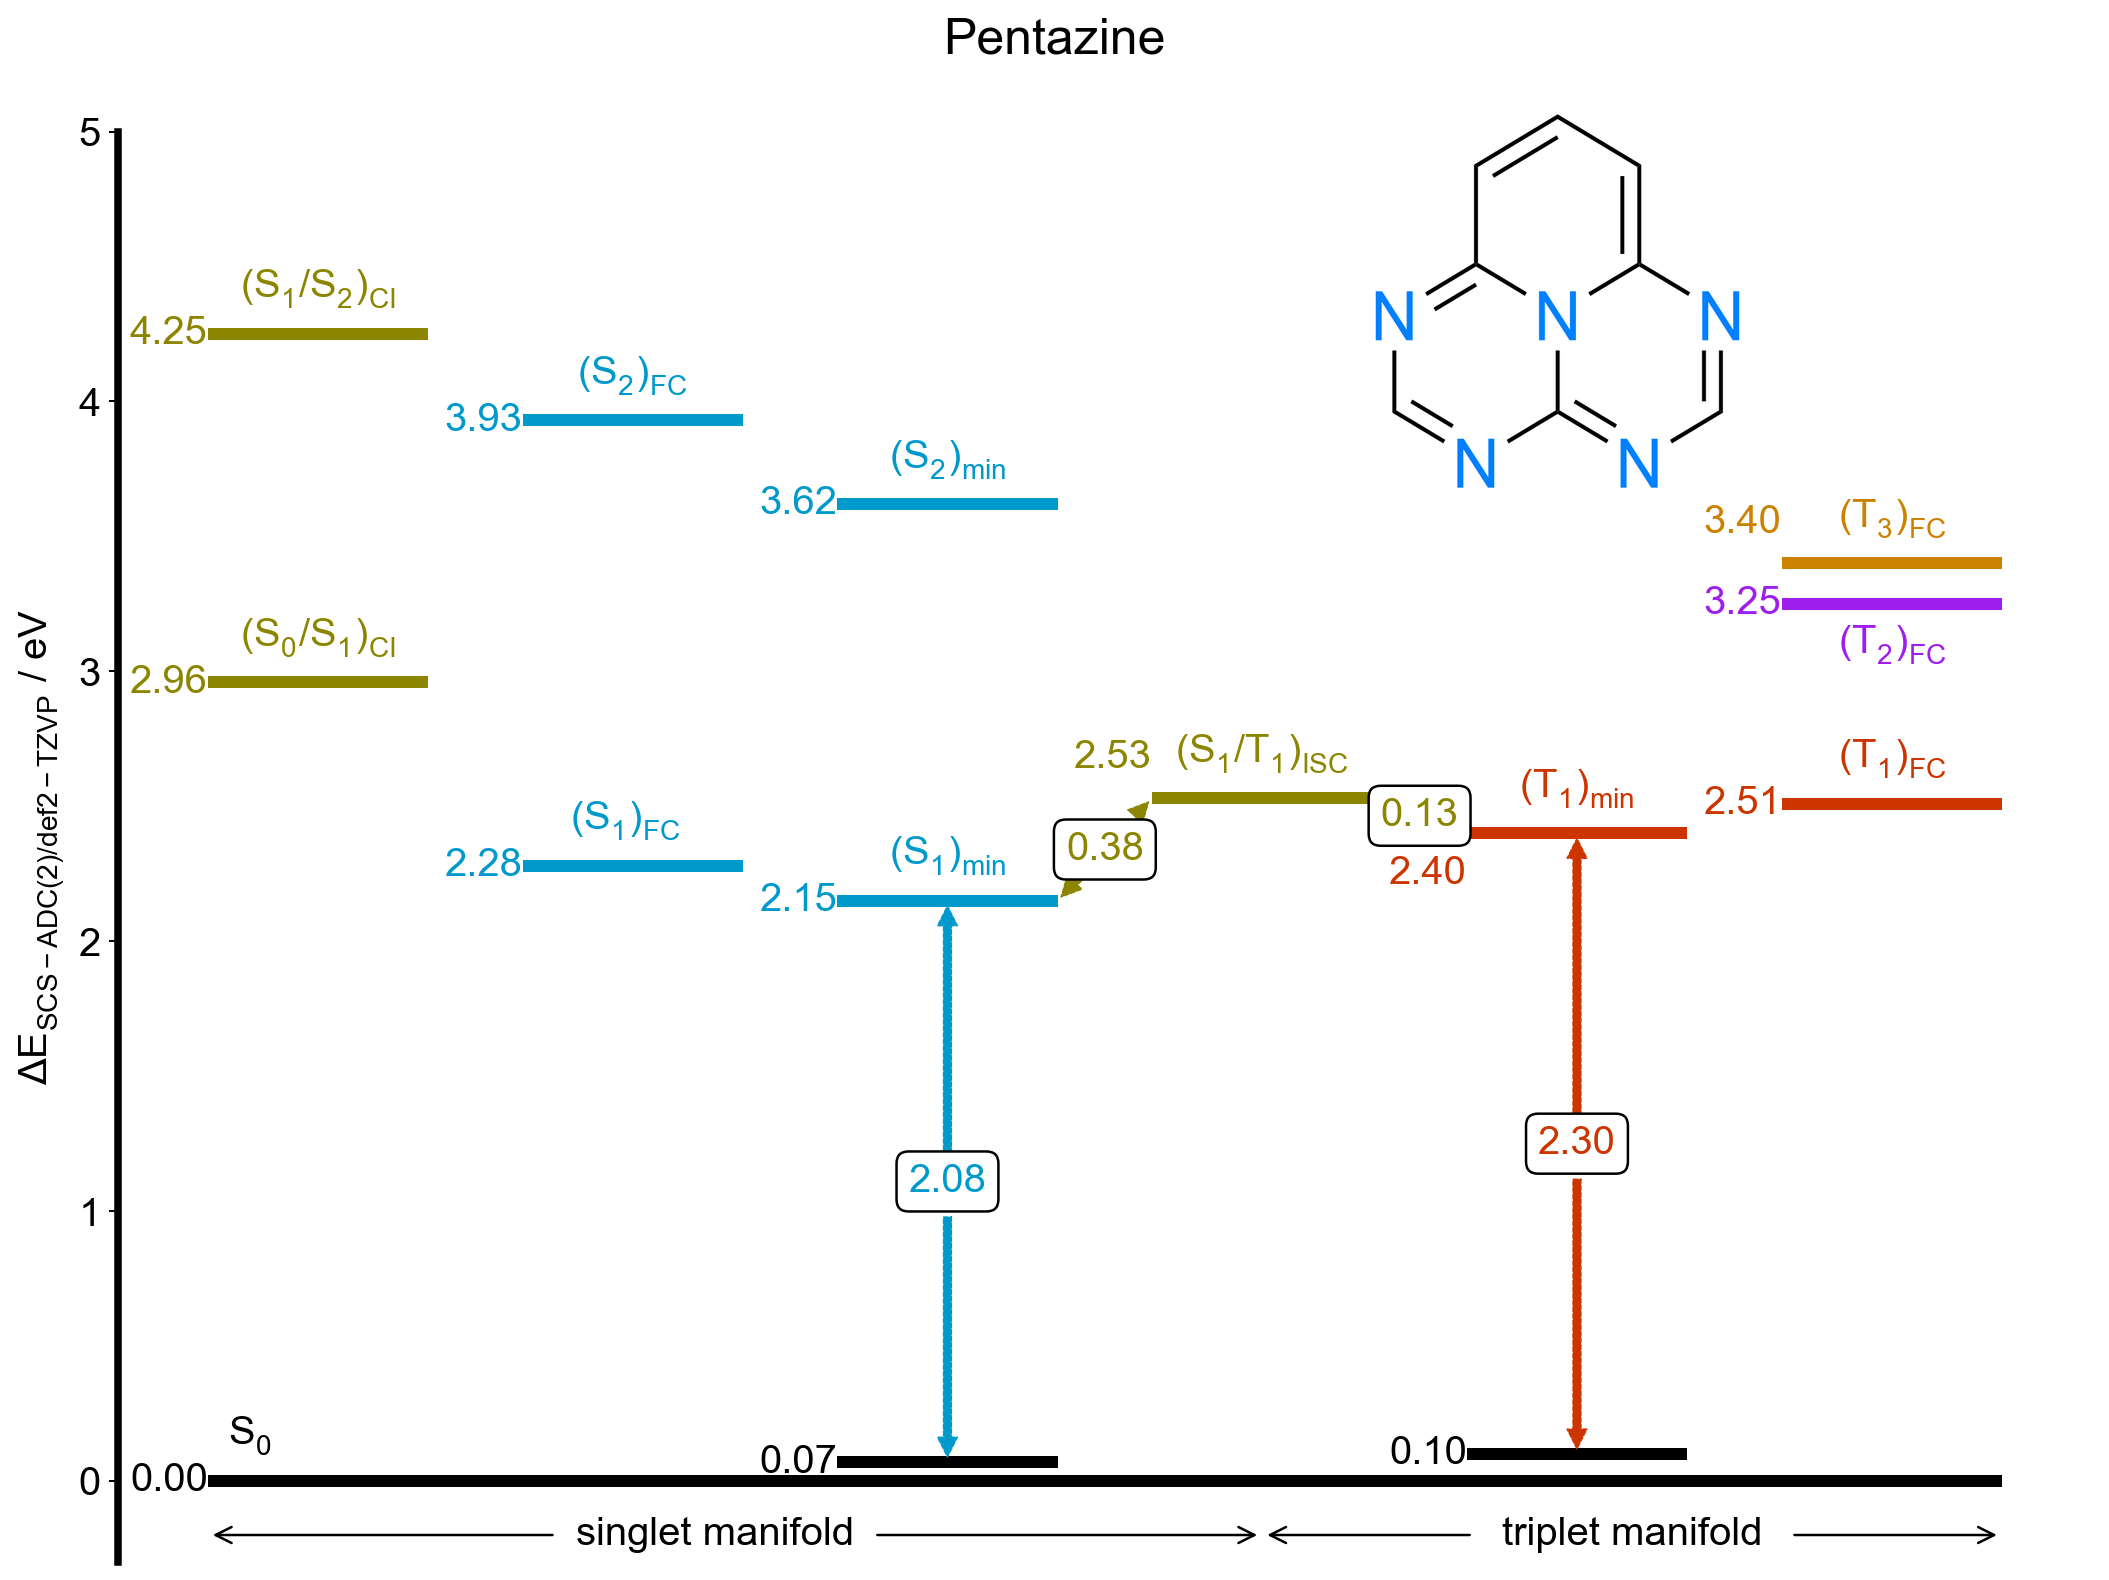 Pentazine
5
4
3
2
1
0
ΔE_SCS−ADC(2)/def2−TZVP / eV
(S1/S2)CI
4.25
(S2)FC
3.93
(S2)min
3.62
(S0/S1)CI
2.96
(S1)FC
2.28
(S1)min
2.15
2.53
(S1/T1)ISC
0.38
0.13
(T1)min
2.40
3.40
(T3)FC
3.25
(T2)FC
(T1)FC
2.51
2.08
2.30
S0
0.00
0.07
0.10
N N N
N N
singlet manifold
triplet manifold